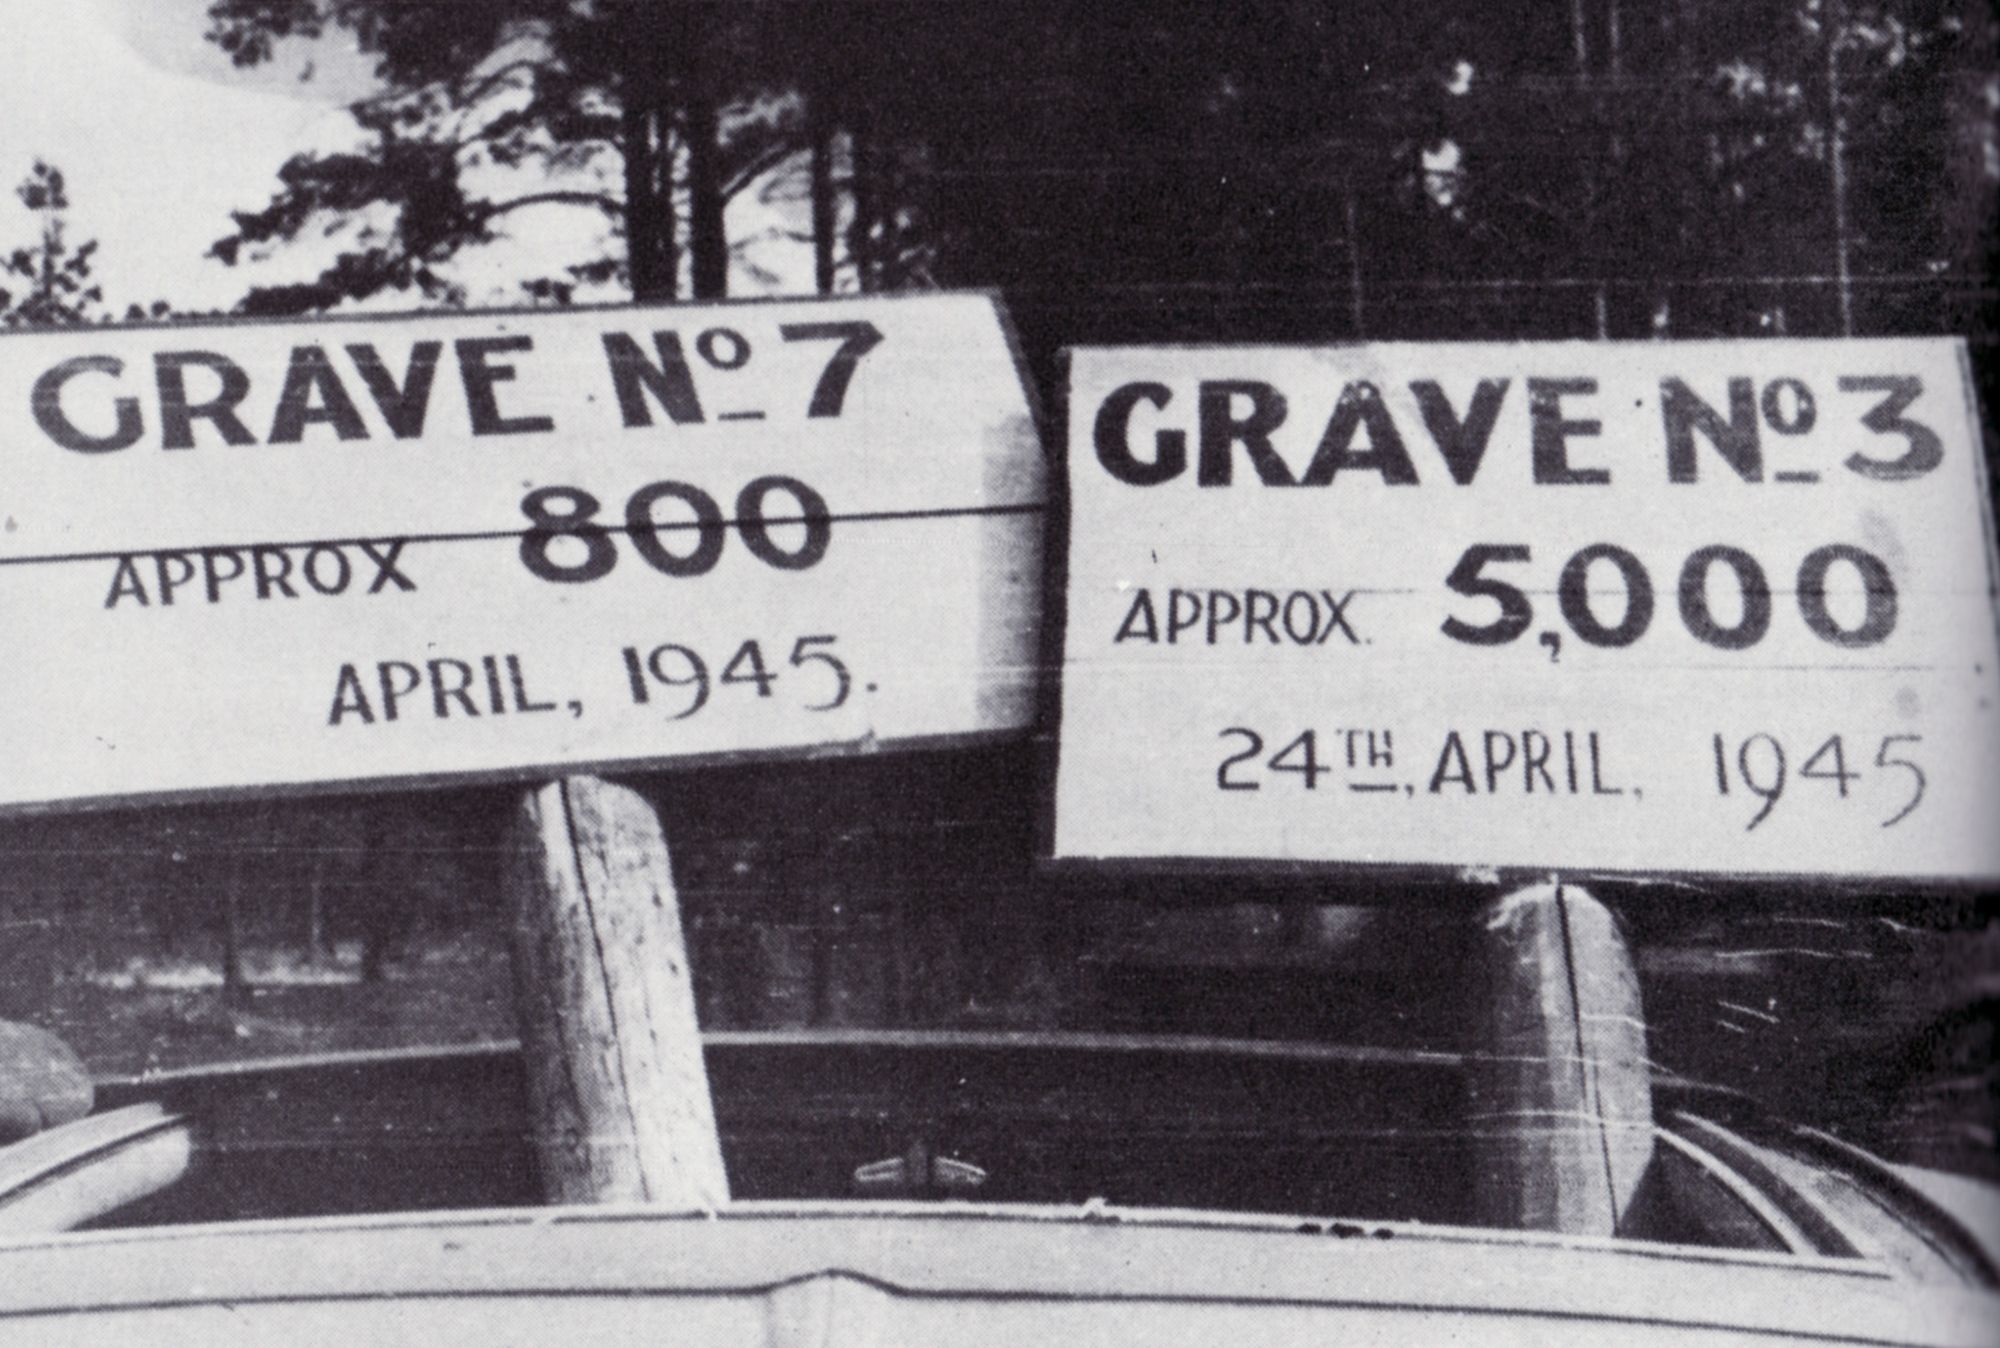 GRAVE Nº 7
APPROX 800
APRIL, 1945.
GRAVE Nº 3
APPROX. 5,000
24TH, APRIL, 1945